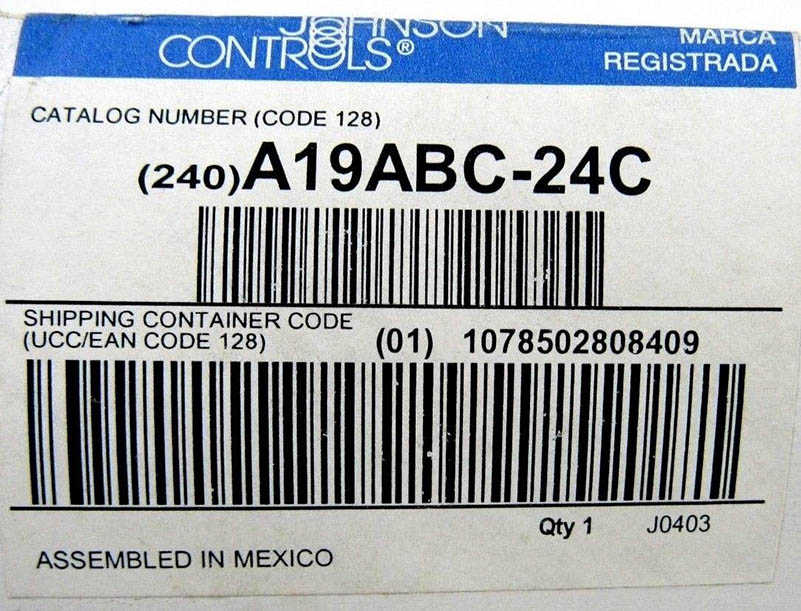 JOHNSON
CONTROLS®
MARCA
REGISTRADA
CATALOG NUMBER (CODE 128)
(240)A19ABC-24C
SHIPPING CONTAINER CODE
(UCC/EAN CODE 128)
(01) 1078502808409
Qty 1 J0403
ASSEMBLED IN MEXICO